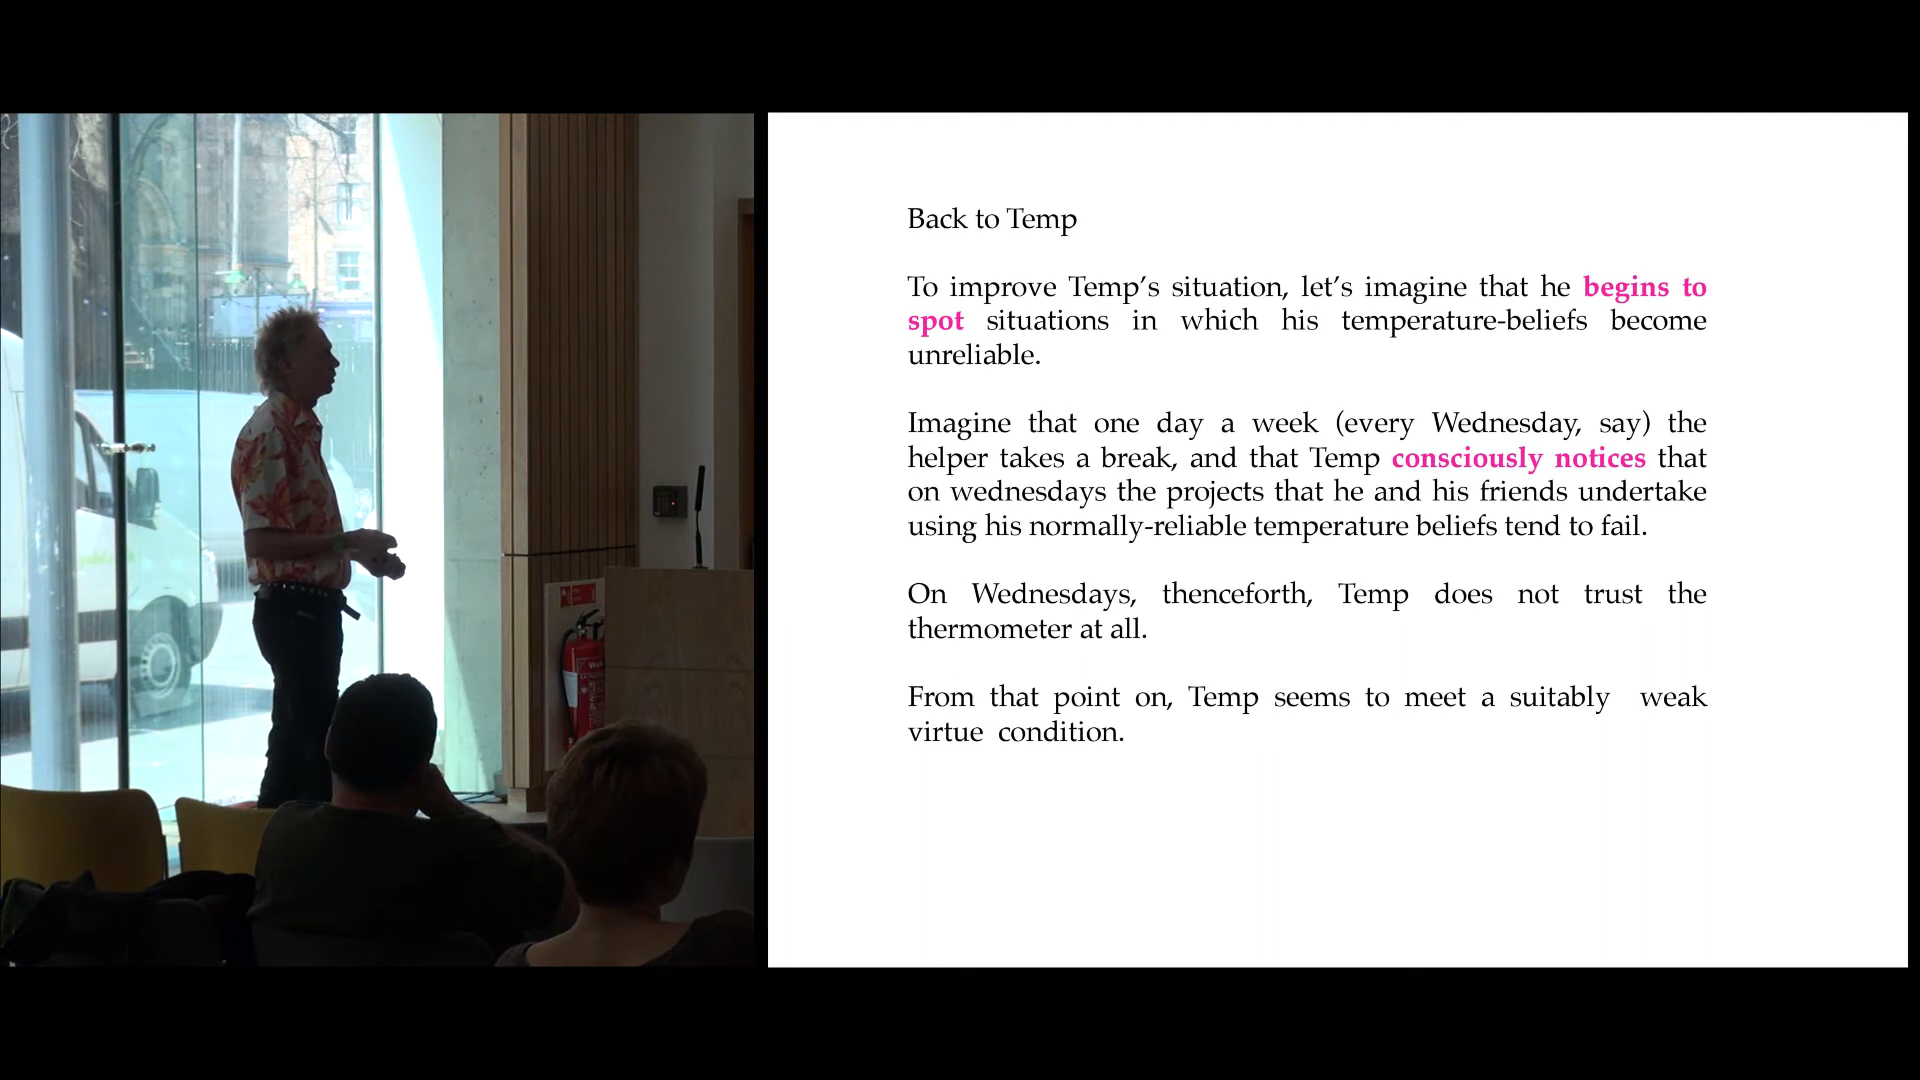 Back to Temp
To improve Temp's situation, let's imagine that he begins to
spot situations in which his temperature-beliefs become
unreliable.
Imagine that one day a week (every Wednesday, say) the
helper takes a break, and that Temp consciously notices that
on wednesdays the projects that he and his friends undertake
using his normally-reliable temperature beliefs tend to fail.
On Wednesdays, thenceforth, Temp does not trust the
thermometer at all.
From that point on, Temp seems to meet a suitably weak
virtue condition.